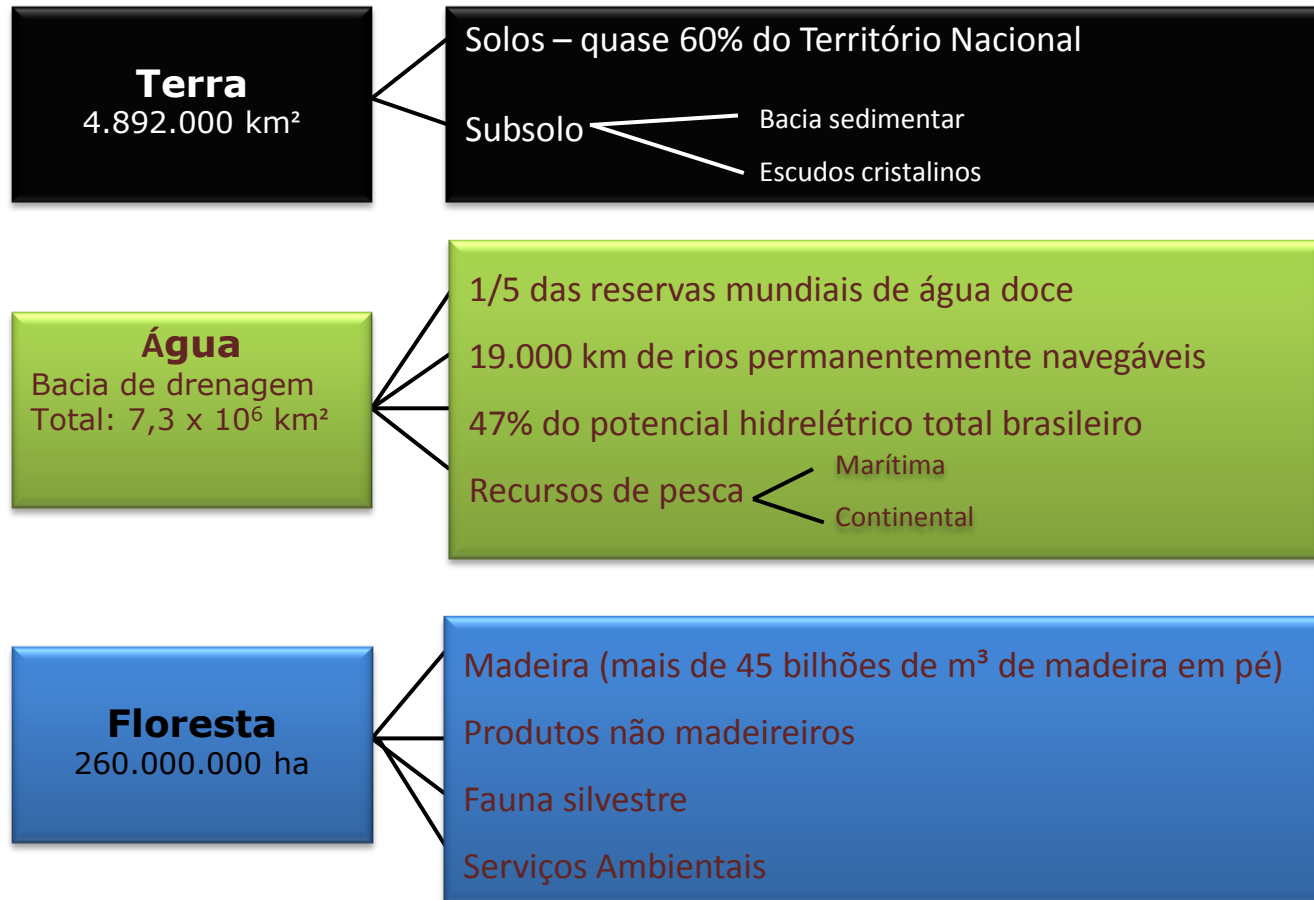 Terra
4.892.000 km²
Solos – quase 60% do Território Nacional
Subsolo
Bacia sedimentar
Escudos cristalinos
Água
Bacia de drenagem
Total: 7,3 x 10⁶ km²
1/5 das reservas mundiais de água doce
19.000 km de rios permanentemente navegáveis
47% do potencial hidrelétrico total brasileiro
Recursos de pesca
Marítima
Continental
Floresta
260.000.000 ha
Madeira (mais de 45 bilhões de m³ de madeira em pé)
Produtos não madeireiros
Fauna silvestre
Serviços Ambientais